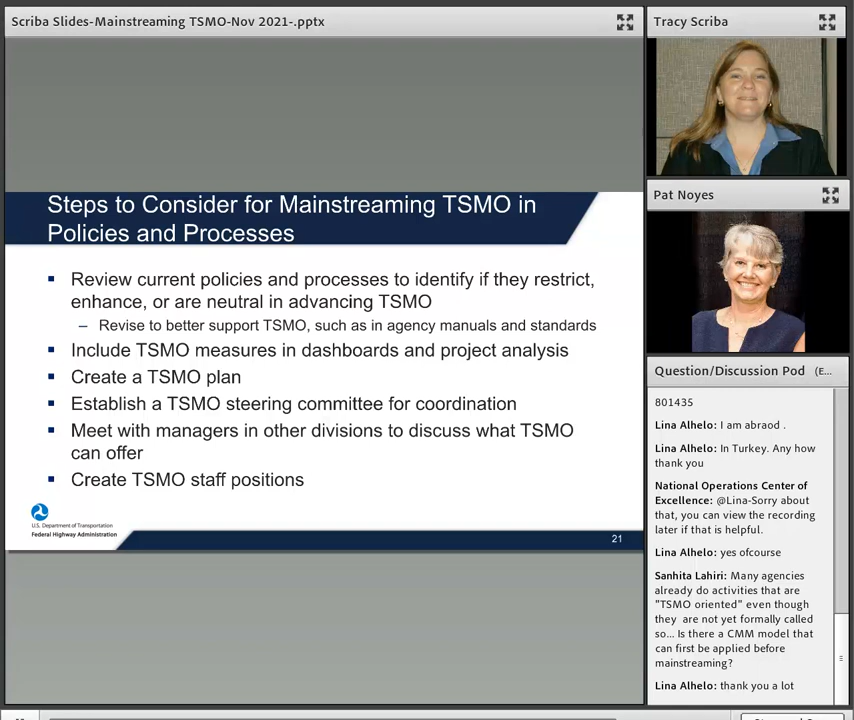 Scriba Slides-Mainstreaming TSMO-Nov 2021-.pptx
Steps to Consider for Mainstreaming TSMO in
Policies and Processes
Review current policies and processes to identify if they restrict,
enhance, or are neutral in advancing TSMO
– Revise to better support TSMO, such as in agency manuals and standards
Include TSMO measures in dashboards and project analysis
Create a TSMO plan
Establish a TSMO steering committee for coordination
Meet with managers in other divisions to discuss what TSMO
can offer
Create TSMO staff positions
U.S. Department of Transportation
Federal Highway Administration
21
Tracy Scriba
Pat Noyes
Question/Discussion Pod (E...
801435
Lina Alhelo: I am abraod .
Lina Alhelo: In Turkey. Any how
thank you
National Operations Center of
Excellence: @Lina-Sorry about
that, you can view the recording
later if that is helpful.
Lina Alhelo: yes ofcourse
Sanhita Lahiri: Many agencies
already do activities that are
"TSMO oriented" even though
they are not yet formally called
so... Is there a CMM model that
can first be applied before
mainstreaming?
Lina Alhelo: thank you a lot